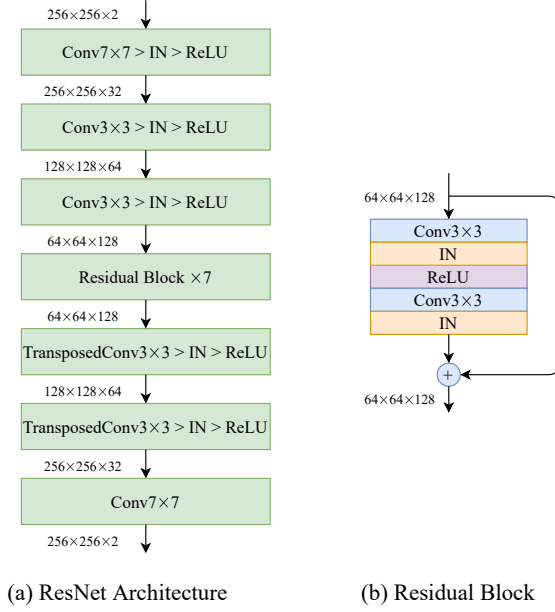 256×256×2
Conv7×7 > IN > ReLU
256×256×32
Conv3×3 > IN > ReLU
128×128×64
Conv3×3 > IN > ReLU
64×64×128
Residual Block ×7
64×64×128
TransposedConv3×3 > IN > ReLU
128×128×64
TransposedConv3×3 > IN > ReLU
256×256×32
Conv7×7
256×256×2
(a) ResNet Architecture
64×64×128
Conv3×3
IN
ReLU
Conv3×3
IN
+
64×64×128
(b) Residual Block